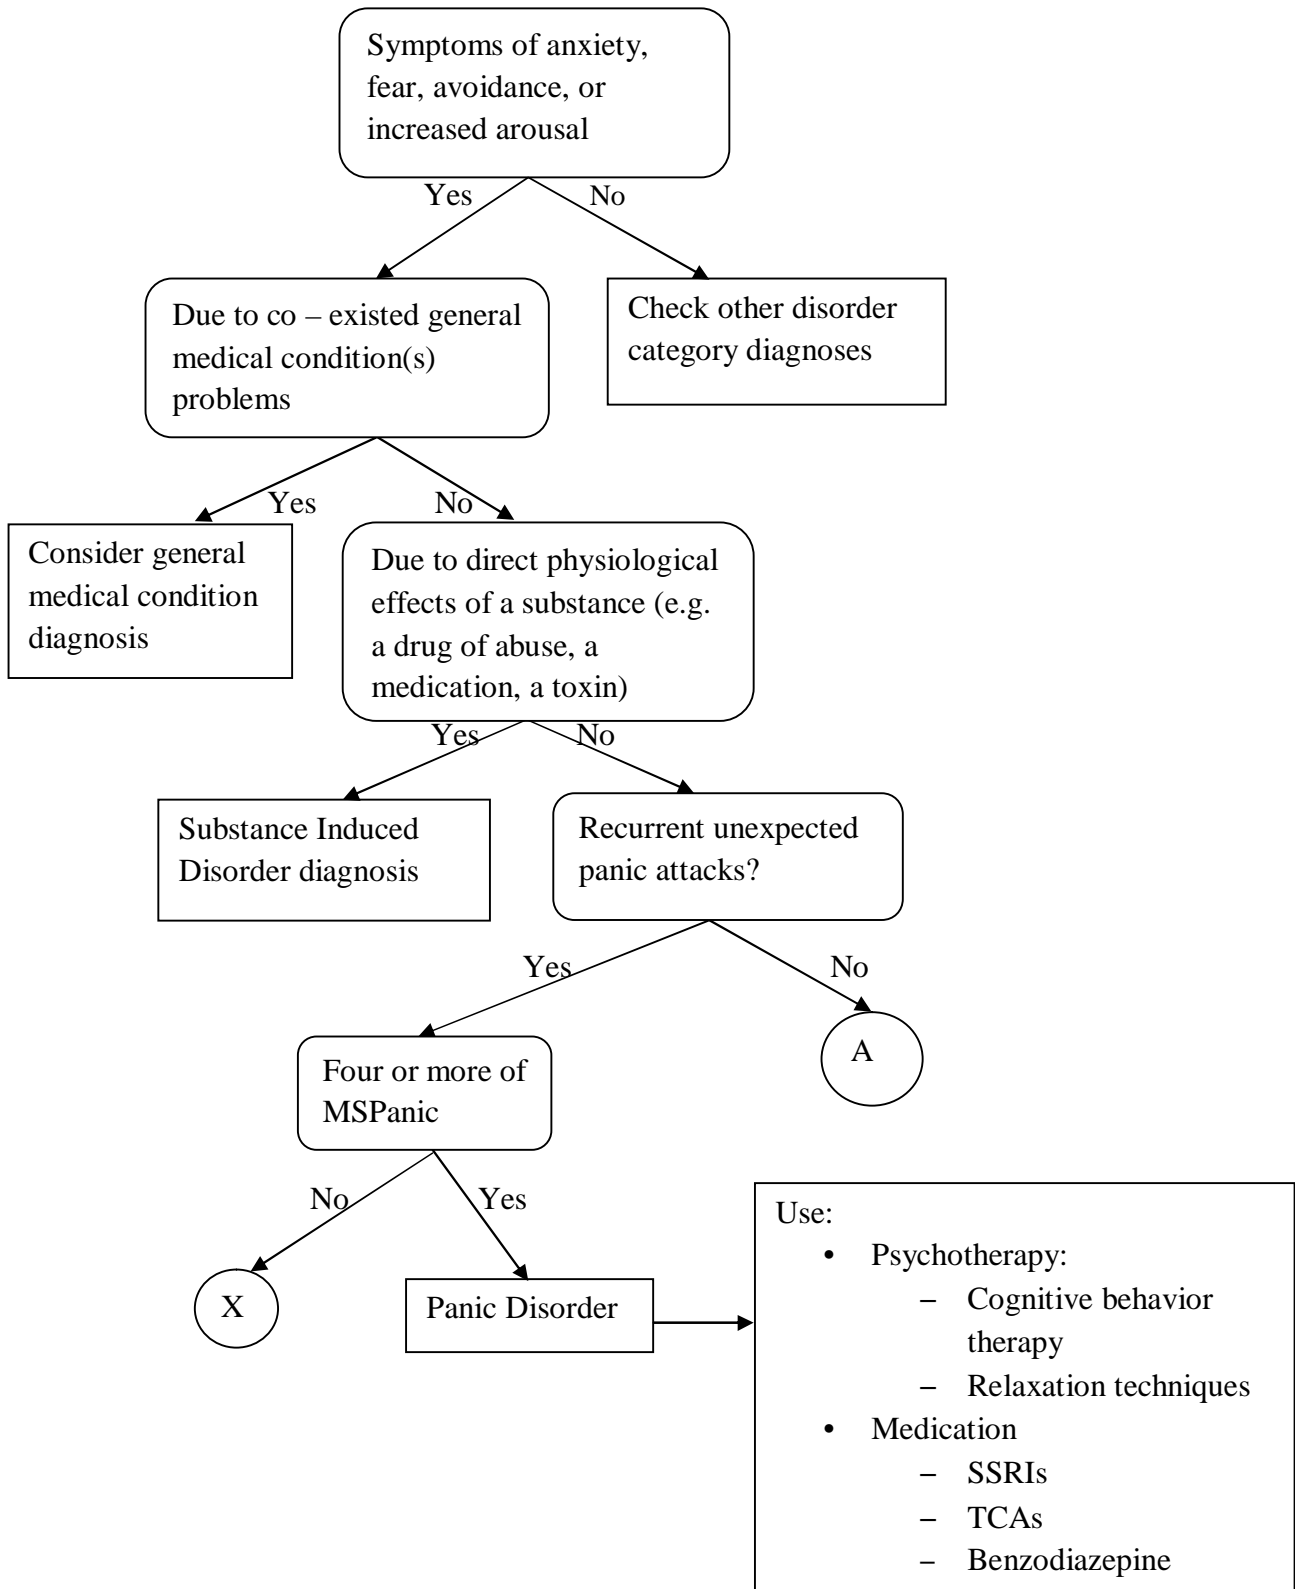 Symptoms of anxiety,
fear, avoidance, or
increased arousal
Yes
No
Due to co – existed general
medical condition(s)
problems
Check other disorder
category diagnoses
Yes
No
Consider general
medical condition
diagnosis
Due to direct physiological
effects of a substance (e.g.
a drug of abuse, a
medication, a toxin)
Yes
No
Substance Induced
Disorder diagnosis
Recurrent unexpected
panic attacks?
Yes
No
Four or more of
MSPanic
A
No
Yes
X
Panic Disorder
Use:
• Psychotherapy:
– Cognitive behavior
therapy
– Relaxation techniques
• Medication
– SSRIs
– TCAs
– Benzodiazepine